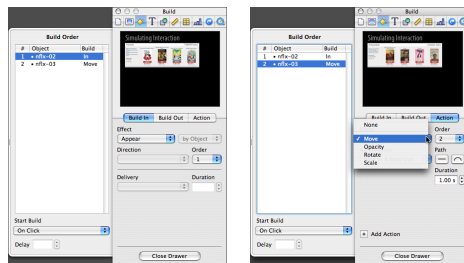 Build
Build Order
# Object Build
1 • nflx-02 In
2 • nflx-03 Move
Simulating Interaction
Build In Build Out Action
Effect
Appear by Object
Direction Order
1
Delivery Duration
Start Build
On Click
Delay
Close Drawer
Build
Build Order
# Object Build
1 • nflx-02 In
2 • nflx-03 Move
Simulating Interaction
Build In Build Out Action
None
Order
✓ Move 2
Opacity Path
Rotate
Scale
Duration
1.00 s
Start Build
On Click
+ Add Action
Delay
Close Drawer